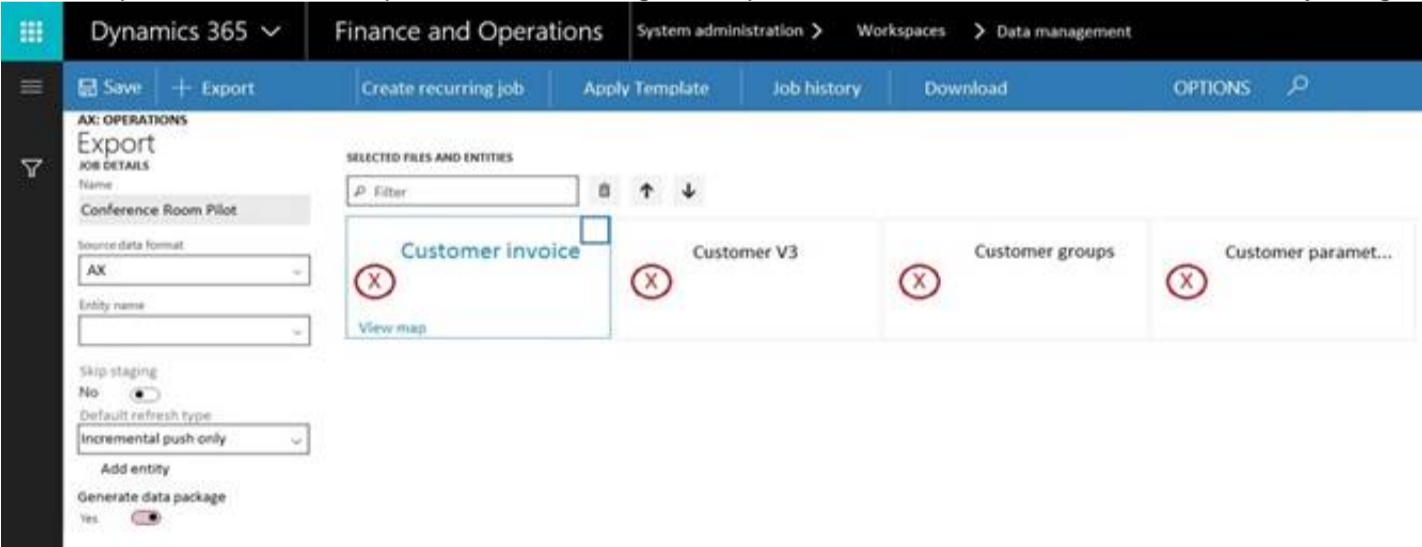 Dynamics 365 Finance and Operations System administration > Workspaces > Data management
Save + Export Create recurring job Apply Template Job history Download OPTIONS
AX: OPERATIONS
Export
JOB DETAILS
Name
Conference Room Pilot
Source data format
AX
Entity name
Skip staging
No
Default refresh type
Incremental push only
Add entity
Generate data package
Yes
SELECTED FILES AND ENTITIES
Filter
Customer invoice
X
View map
Customer V3
X
Customer groups
X
Customer paramet...
X